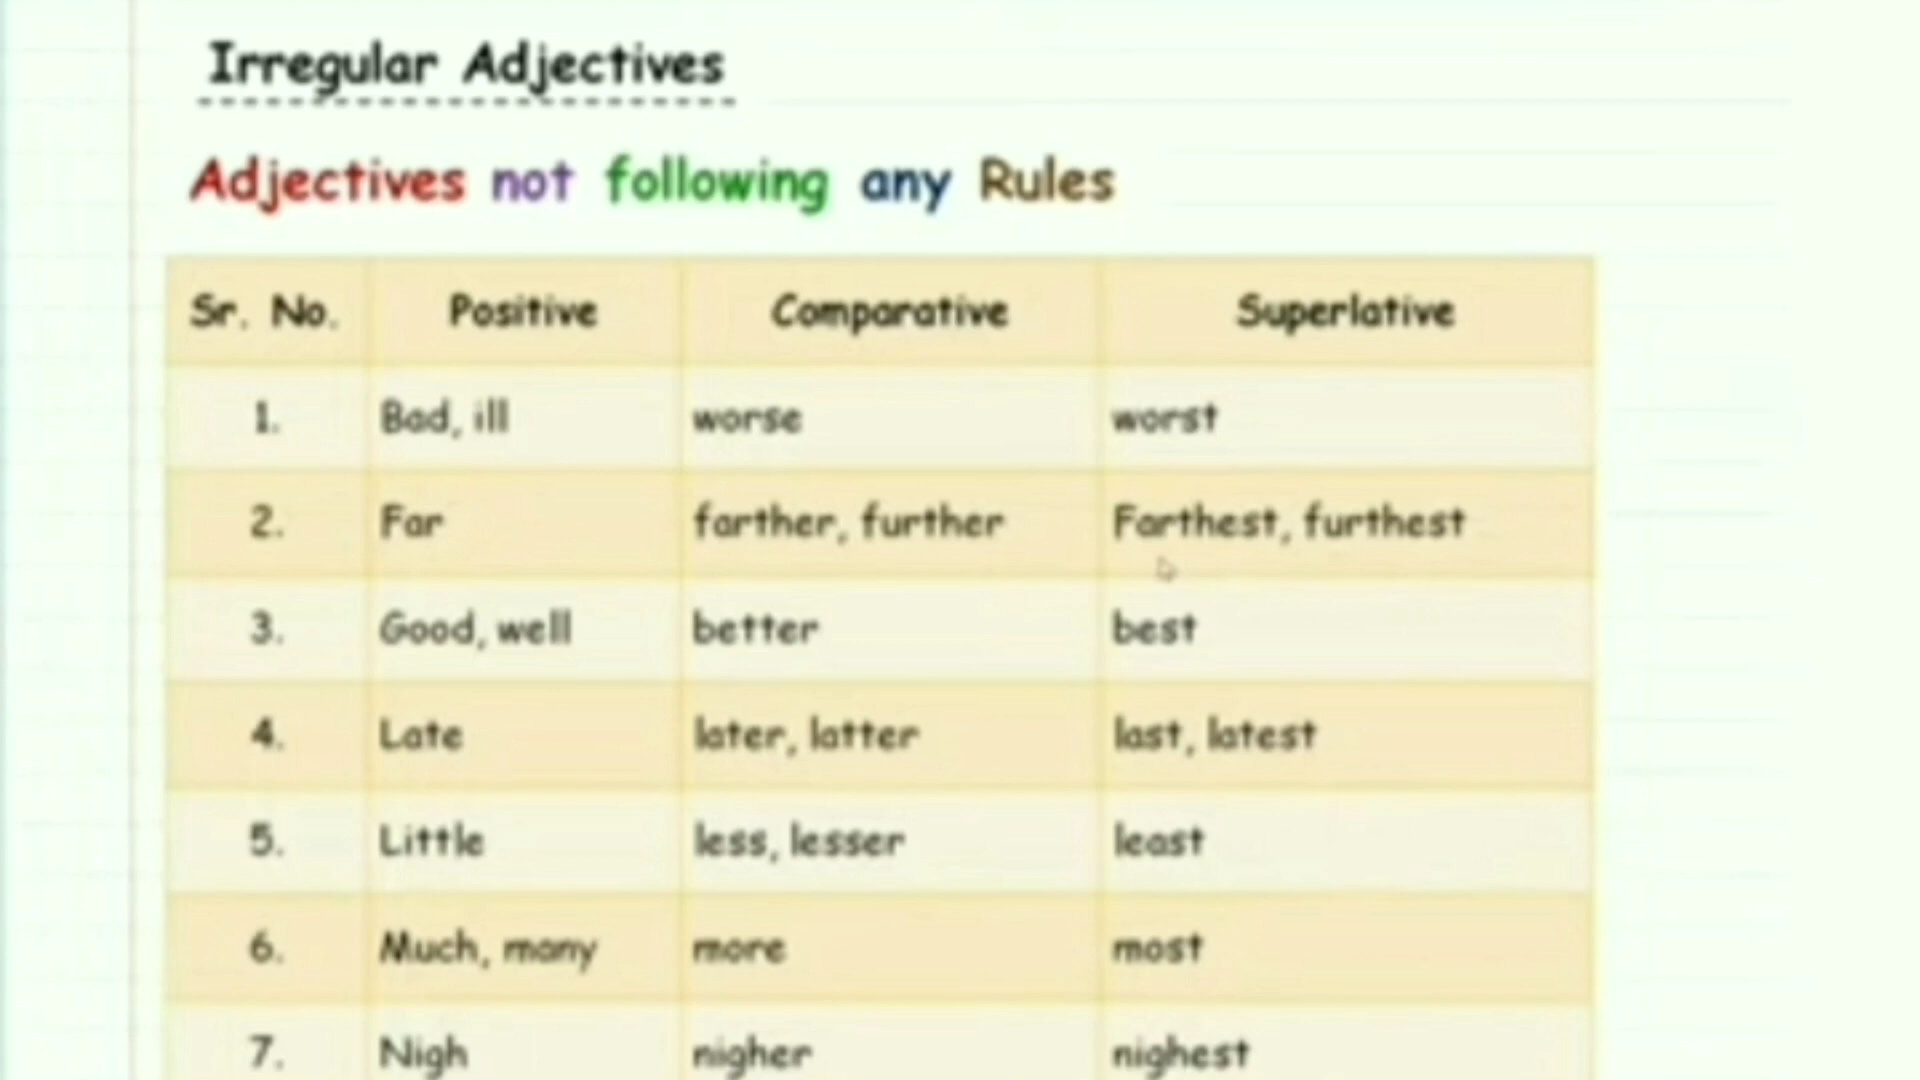 Irregular Adjectives
Adjectives not following any Rules
Sr. No. Positive Comparative Superlative
1. Bad, ill worse worst
2. Far farther, further Farthest, furthest
3. Good, well better best
4. Late later, latter last, latest
5. Little less, lesser least
6. Much, many more most
7. Nigh nigher nighest